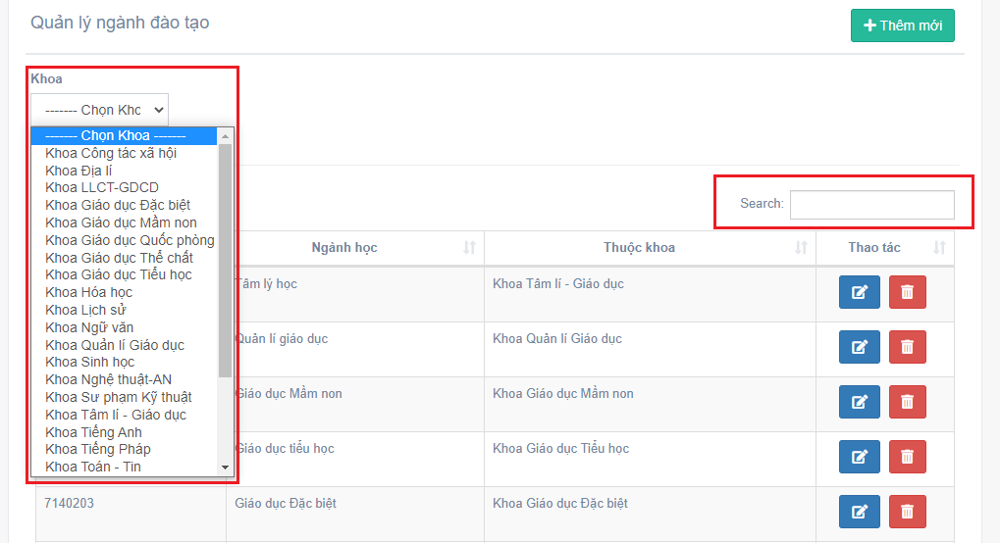 Quản lý ngành đào tạo
Thêm mới
Khoa
------- Chọn Kho
------- Chọn Khoa -------
Khoa Công tác xã hội
Khoa Địa lí
Khoa LLCT-GDCD
Khoa Giáo dục Đặc biệt
Khoa Giáo dục Mầm non
Khoa Giáo dục Quốc phòng
Khoa Giáo dục Thể chất
Khoa Giáo dục Tiểu học
Khoa Hóa học
Khoa Lịch sử
Khoa Ngữ văn
Khoa Quản lí Giáo dục
Khoa Sinh học
Khoa Nghệ thuật-AN
Khoa Sư phạm Kỹ thuật
Khoa Tâm lí - Giáo dục
Khoa Tiếng Anh
Khoa Tiếng Pháp
Khoa Toán - Tin
Search:
Ngành học Thuộc khoa Thao tác
Tâm lý học Khoa Tâm lí - Giáo dục
Quản lí giáo dục Khoa Quản lí Giáo dục
Giáo dục Mầm non Khoa Giáo dục Mầm non
Giáo dục tiểu học Khoa Giáo dục Tiểu học
7140203 Giáo dục Đặc biệt Khoa Giáo dục Đặc biệt